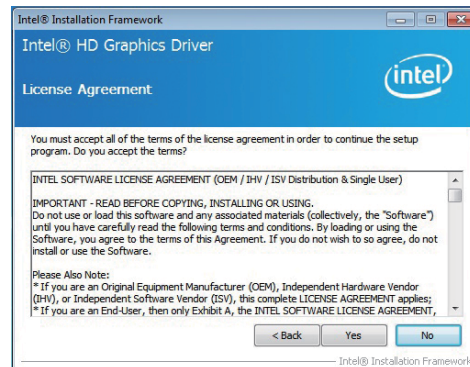 Intel® Installation Framework
Intel® HD Graphics Driver
License Agreement
intel
You must accept all of the terms of the license agreement in order to continue the setup
program. Do you accept the terms?
INTEL SOFTWARE LICENSE AGREEMENT (OEM / IHV / ISV Distribution & Single User)
IMPORTANT - READ BEFORE COPYING, INSTALLING OR USING.
Do not use or load this software and any associated materials (collectively, the "Software")
until you have carefully read the following terms and conditions. By loading or using the
Software, you agree to the terms of this Agreement. If you do not wish to so agree, do not
install or use the Software.
Please Also Note:
* If you are an Original Equipment Manufacturer (OEM), Independent Hardware Vendor
(IHV), or Independent Software Vendor (ISV), this complete LICENSE AGREEMENT applies;
* If you are an End-User, then only Exhibit A, the INTEL SOFTWARE LICENSE AGREEMENT,
< Back Yes No
Intel® Installation Framework